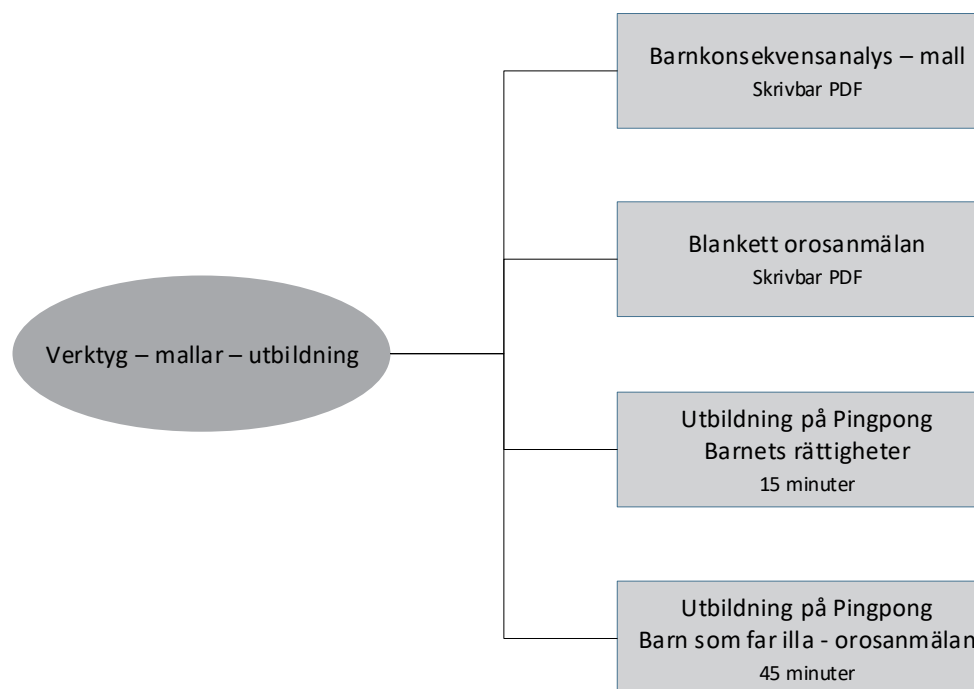 Barnkonsekvensanalys – mall
Skrivbar PDF
Blankett orosanmälan
Skrivbar PDF
Verktyg – mallar – utbildning
Utbildning på Pingpong
Barnets rättigheter
15 minuter
Utbildning på Pingpong
Barn som far illa - orosanmälan
45 minuter